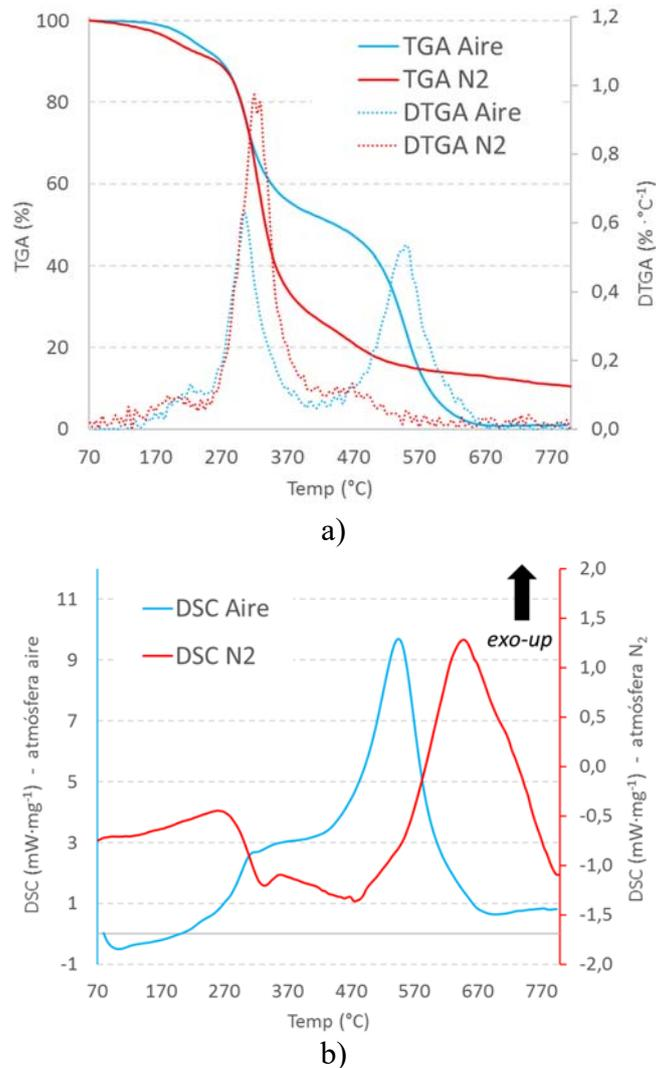 100
80
60
40
20
0
TGA (%)
TGA Aire
TGA N2
DTGA Aire
DTGA N2
1,2
1,0
0,8
0,6
0,4
0,2
0,0
DTGA (% ·°C-1)
70 170 270 370 470 570 670 770
Temp (°C)
a)
11
9
7
5
3
1
-1
DSC (mW·mg-1) - atmósfera aire
DSC Aire
DSC N2
exo-up
2,0
1,5
1,0
0,5
0,0
-0,5
-1,0
-1,5
-2,0
DSC (mW·mg-1) - atmósfera N2
70 170 270 370 470 570 670 770
Temp (°C)
b)